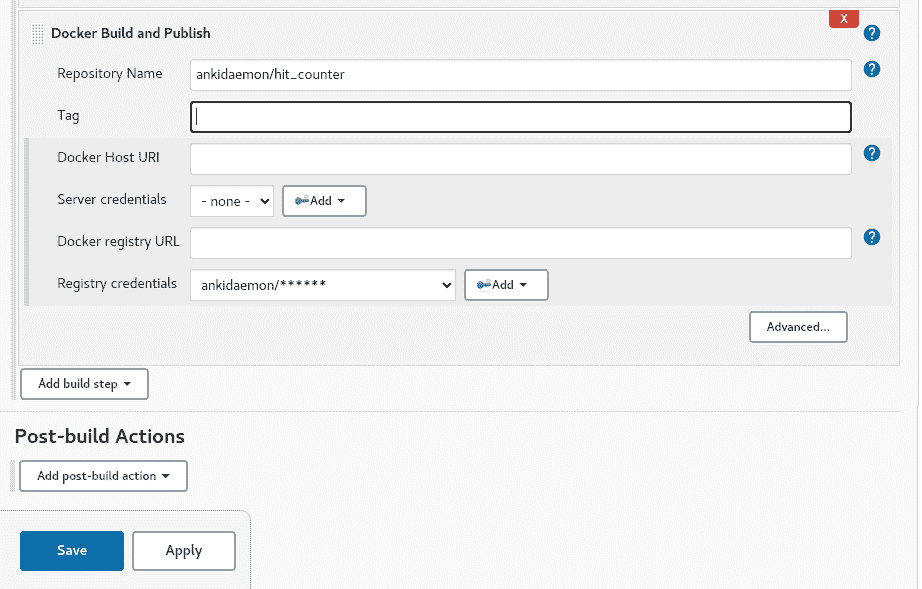 X
Docker Build and Publish ?
Repository Name ankidaemon/hit_counter ?
Tag
Docker Host URI ?
Server credentials - none - Add
Docker registry URL ?
Registry credentials ankidaemon/****** Add
Advanced...
Add build step
Post-build Actions
Add post-build action
Save Apply